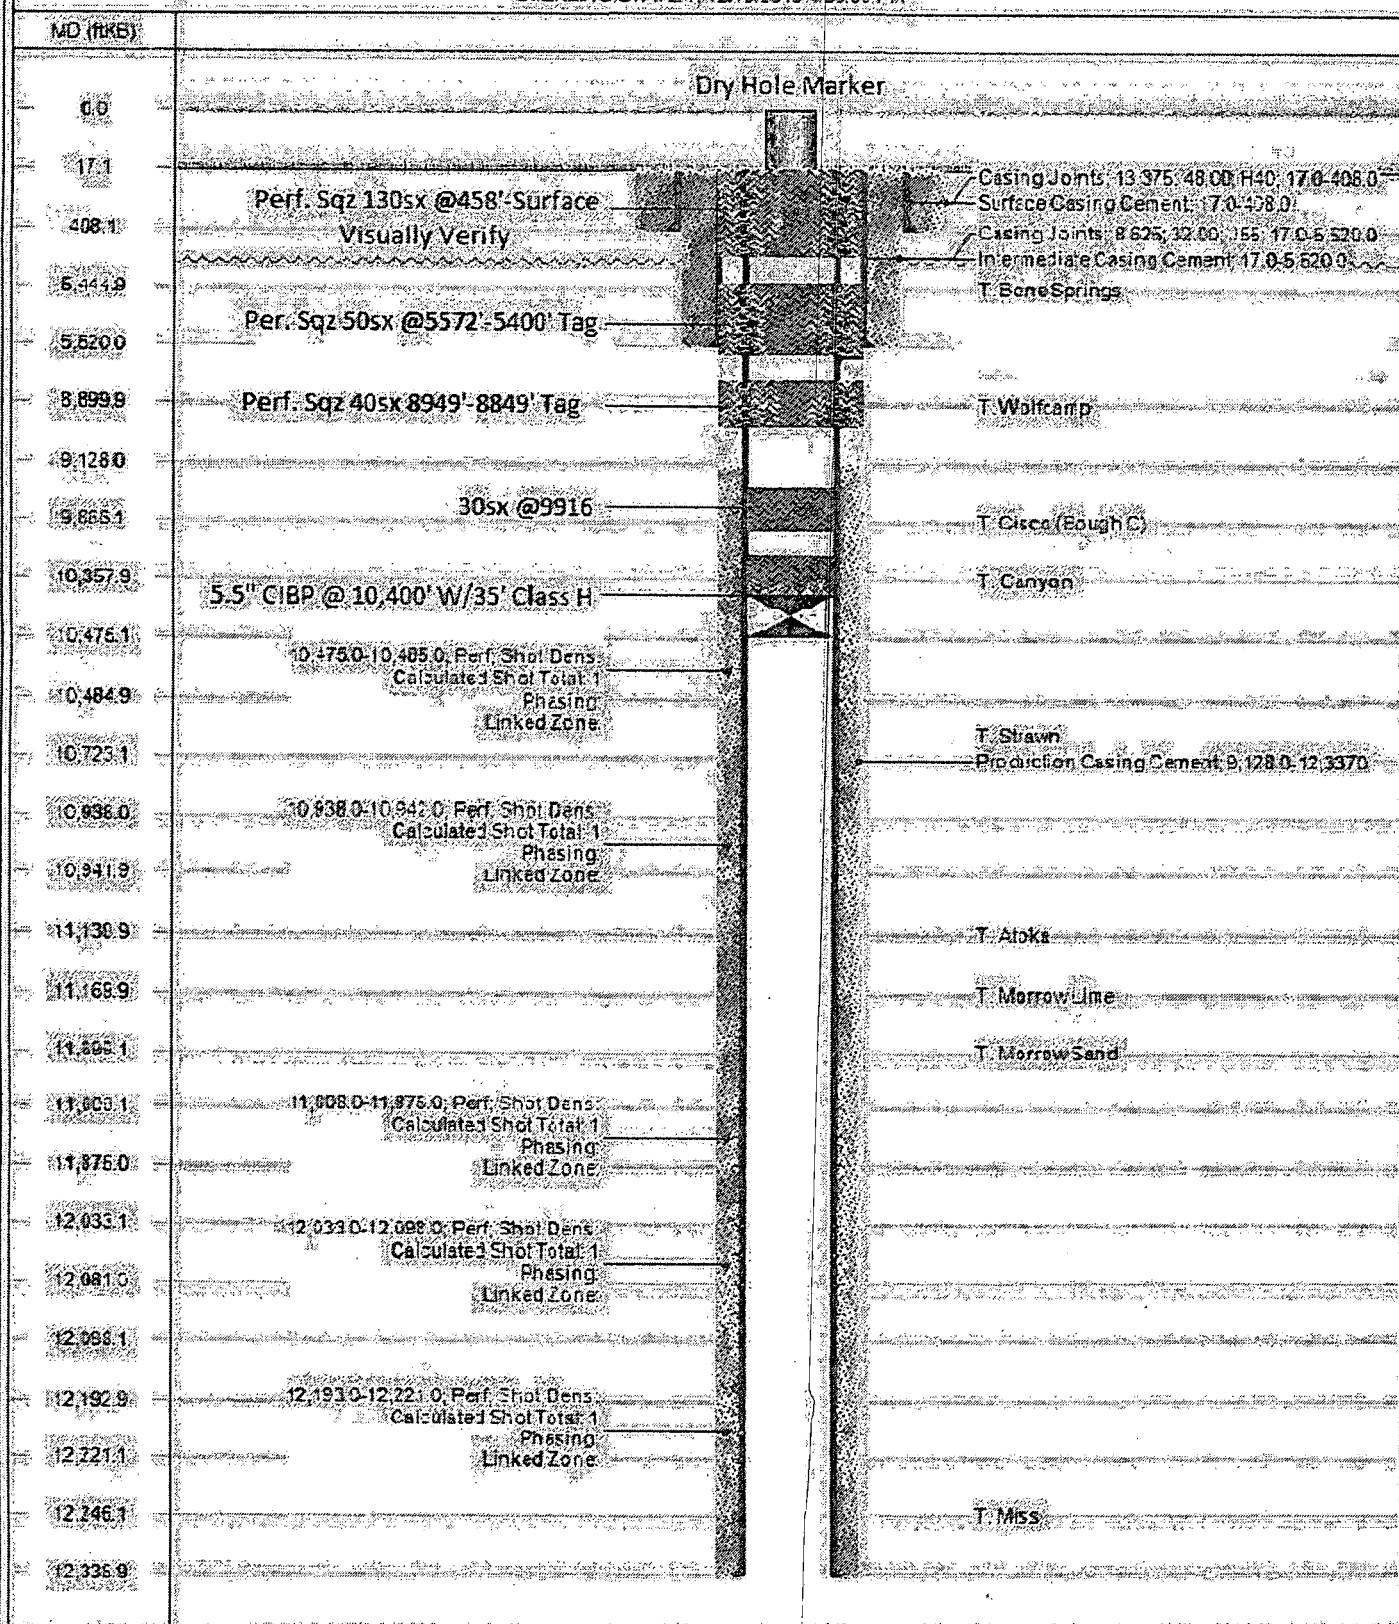 MD (ftKB)
Dry Hole Marker
0.0
17.1
Casing Joints; 13.375; 48.00; H40; 17.0-408.0
Perf. Sqz 130sx @458'-Surface
Surface Casing Cement; 17.0-408.0
408.1
Visually Verify
Casing Joints; 8.625; 32.00; J55; 17.0-5,520.0
Intermediate Casing Cement; 17.0-5,520.0
5,444.9
T. Bone Springs
Per. Sqz 50sx @5572'-5400' Tag
5,520.0
8,899.9
Perf. Sqz 40sx 8949'-8849' Tag
T. Wolfcamp
9,128.0
30sx @9916
T. Cisco (Bough C)
10,357.9
T. Canyon
5.5" CIBP @ 10,400' W/35' Class H
10,475.1
10,475.0-10,485.0; Perf. Shot Dens:
Calculated Shot Total: 1
10,484.9
Phasing:
Linked Zone:
T. Strawn
10,723.1
Production Casing Cement; 9,128.0-12,337.0
10,938.0
10,938.0-10,942.0; Perf. Shot Dens:
Calculated Shot Total: 1
Phasing:
10,941.9
Linked Zone:
11,139.9
T. Atoka
11,169.9
T. Morrow Lime
T. Morrow Sand
11,808.0-11,875.0; Perf. Shot Dens:
Calculated Shot Total: 1
Phasing:
11,875.0
Linked Zone:
12,033.1
12,033.0-12,098.0; Perf. Shot Dens:
Calculated Shot Total: 1
Phasing:
12,081.0
Linked Zone:
12,098.1
12,192.9
12,193.0-12,221.0; Perf. Shot Dens:
Calculated Shot Total: 1
Phasing:
12,221.1
Linked Zone:
12,246.1
T. Miss
12,336.9